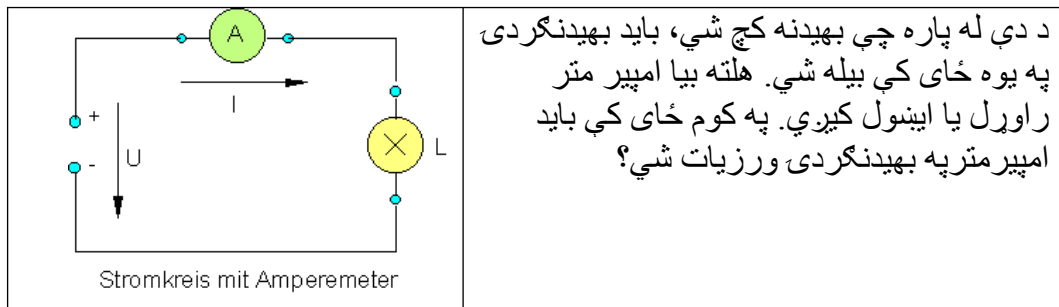 A
I
+
-
U
L
Stromkreis mit Amperemeter
د دې له پاره چې بهيدنه کچ شي، بايد بهيدنګردۍ
په يوه ځای کې بيله شي. هلته بيا امپير متر
راوړل يا ايښول کيږي. په کوم ځای کې بايد
امپيرمترپه بهيدنګردۍ ورزيات شي؟